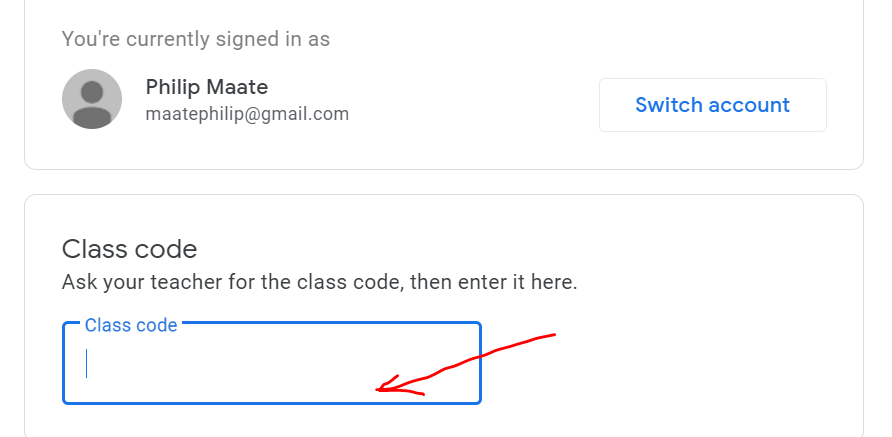 You're currently signed in as
Philip Maate
maatephilip@gmail.com
Switch account
Class code
Ask your teacher for the class code, then enter it here.
Class code